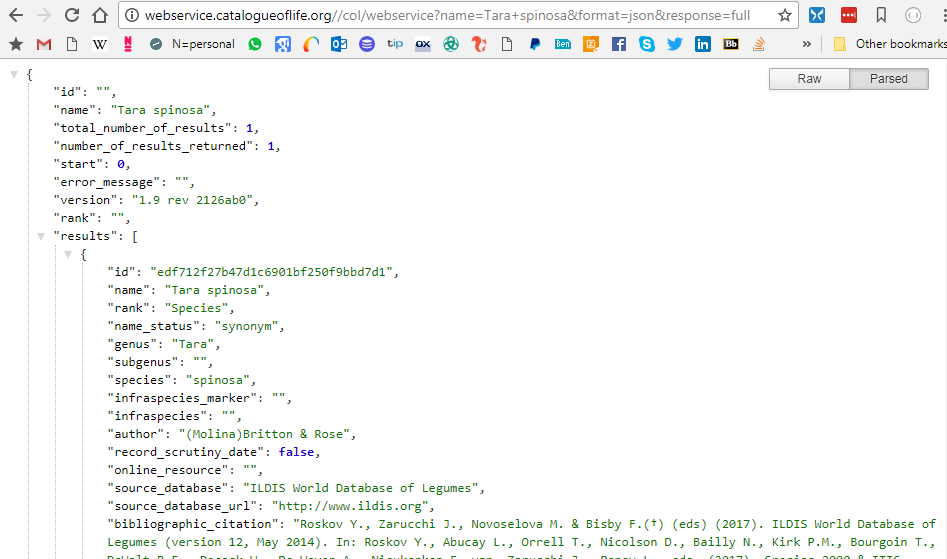 webservice.catalogueoflife.org//col/webservice?name=Tara+spinosa&format=json&response=full
W N=personal tip ox Ben f S in Bb » Other bookmarks
Raw Parsed
{
"id": "",
"name": "Tara spinosa",
"total_number_of_results": 1,
"number_of_results_returned": 1,
"start": 0,
"error_message": "",
"version": "1.9 rev 2126ab0",
"rank": "",
"results": [
{
"id": "edf712f27b47d1c6901bf250f9bbd7d1",
"name": "Tara spinosa",
"rank": "Species",
"name_status": "synonym",
"genus": "Tara",
"subgenus": "",
"species": "spinosa",
"infraspecies_marker": "",
"infraspecies": "",
"author": "(Molina)Britton & Rose",
"record_scrutiny_date": false,
"online_resource": "",
"source_database": "ILDIS World Database of Legumes",
"source_database_url": "http://www.ildis.org",
"bibliographic_citation": "Roskov Y., Zarucchi J., Novoselova M. & Bisby F.(†) (eds) (2017). ILDIS World Database of
Legumes (version 12, May 2014). In: Roskov Y., Abucay L., Orrell T., Nicolson D., Bailly N., Kirk P.M., Bourgoin T.,